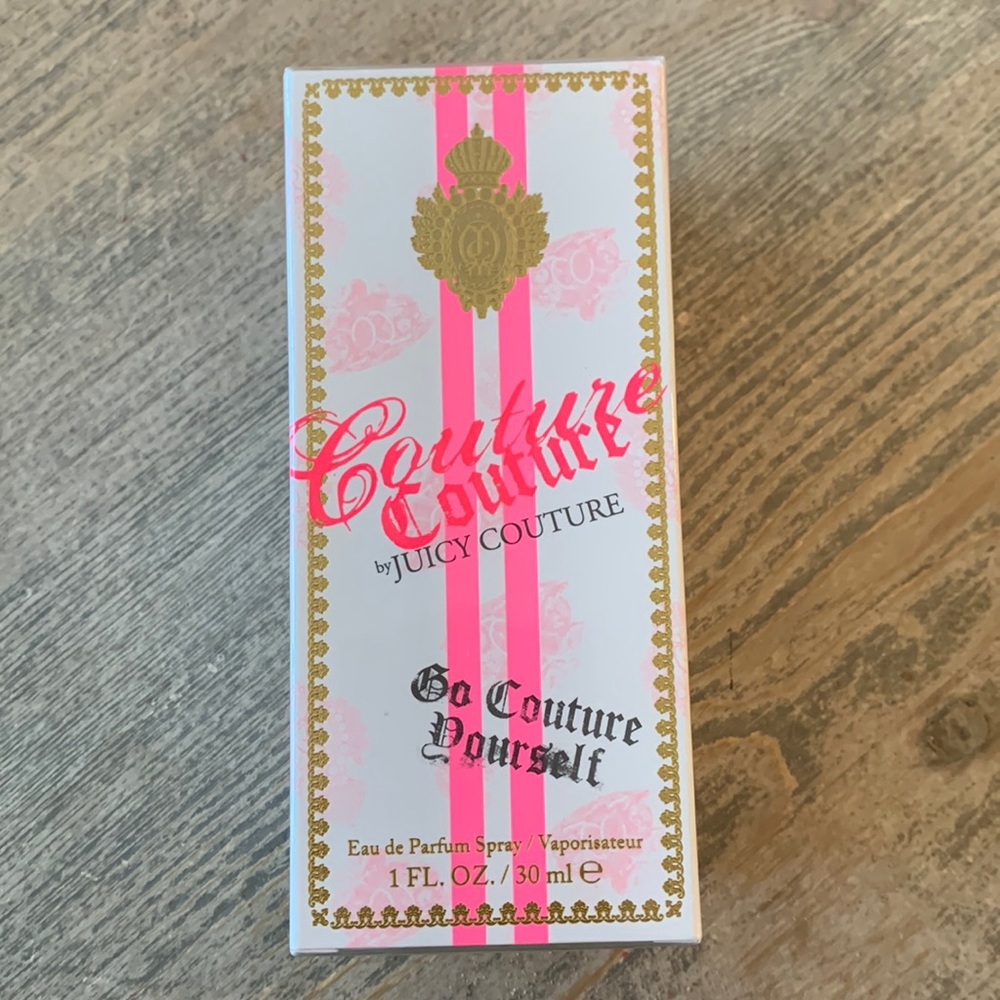 Couture
Couture
by JUICY COUTURE
Go Couture
Yourself
Eau de Parfum Spray / Vaporisateur
1 FL. OZ. / 30 ml ℮